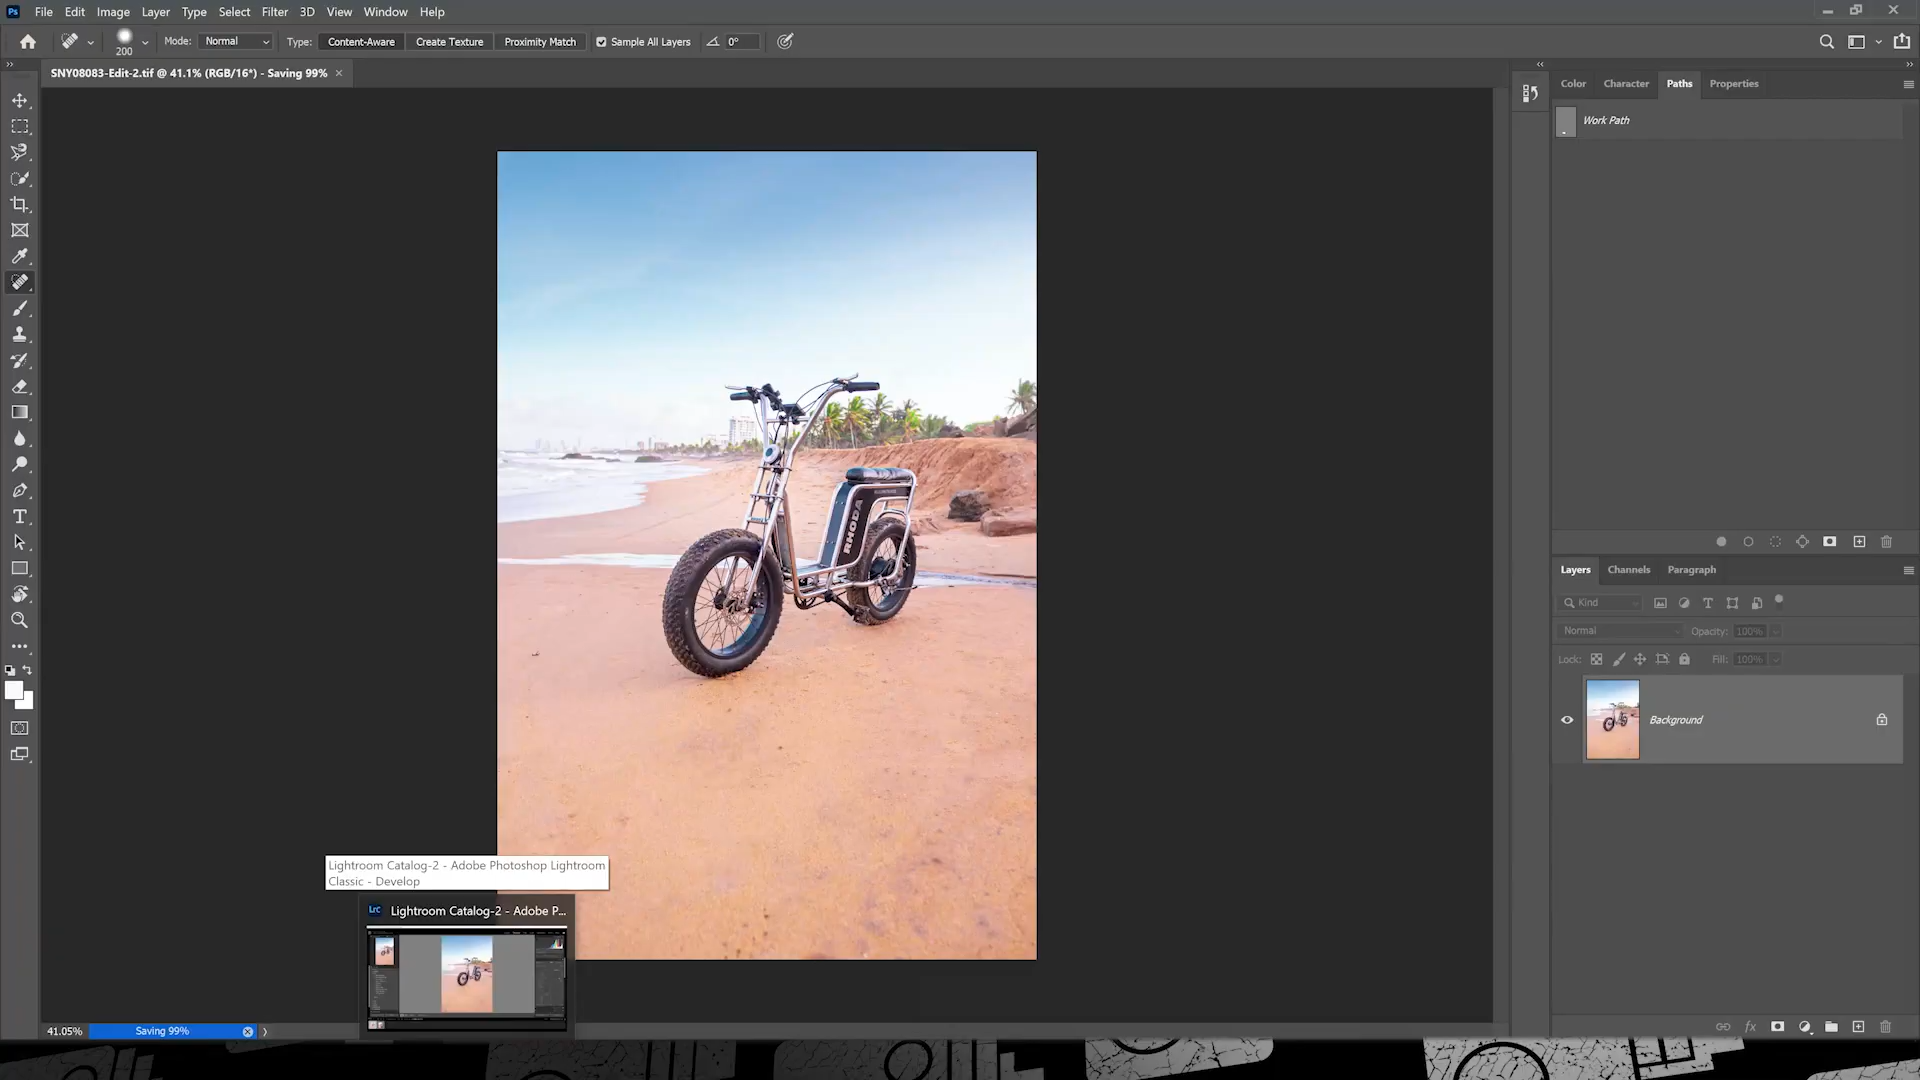 Ps File Edit Image Layer Type Select Filter 3D View Window Help
200 Mode: Normal Type: Content-Aware Create Texture Proximity Match Sample All Layers 0°
SNY08083-Edit-2.tif @ 41.1% (RGB/16*) - Saving 99% ×
Color Character Paths Properties
Work Path
RHODA
Layers Channels Paragraph
Kind
Normal Opacity: 100%
Lock: Fill: 100%
Background
Lightroom Catalog-2 - Adobe Photoshop Lightroom
Classic - Develop
LrC Lightroom Catalog-2 - Adobe P...
41.05% Saving 99%